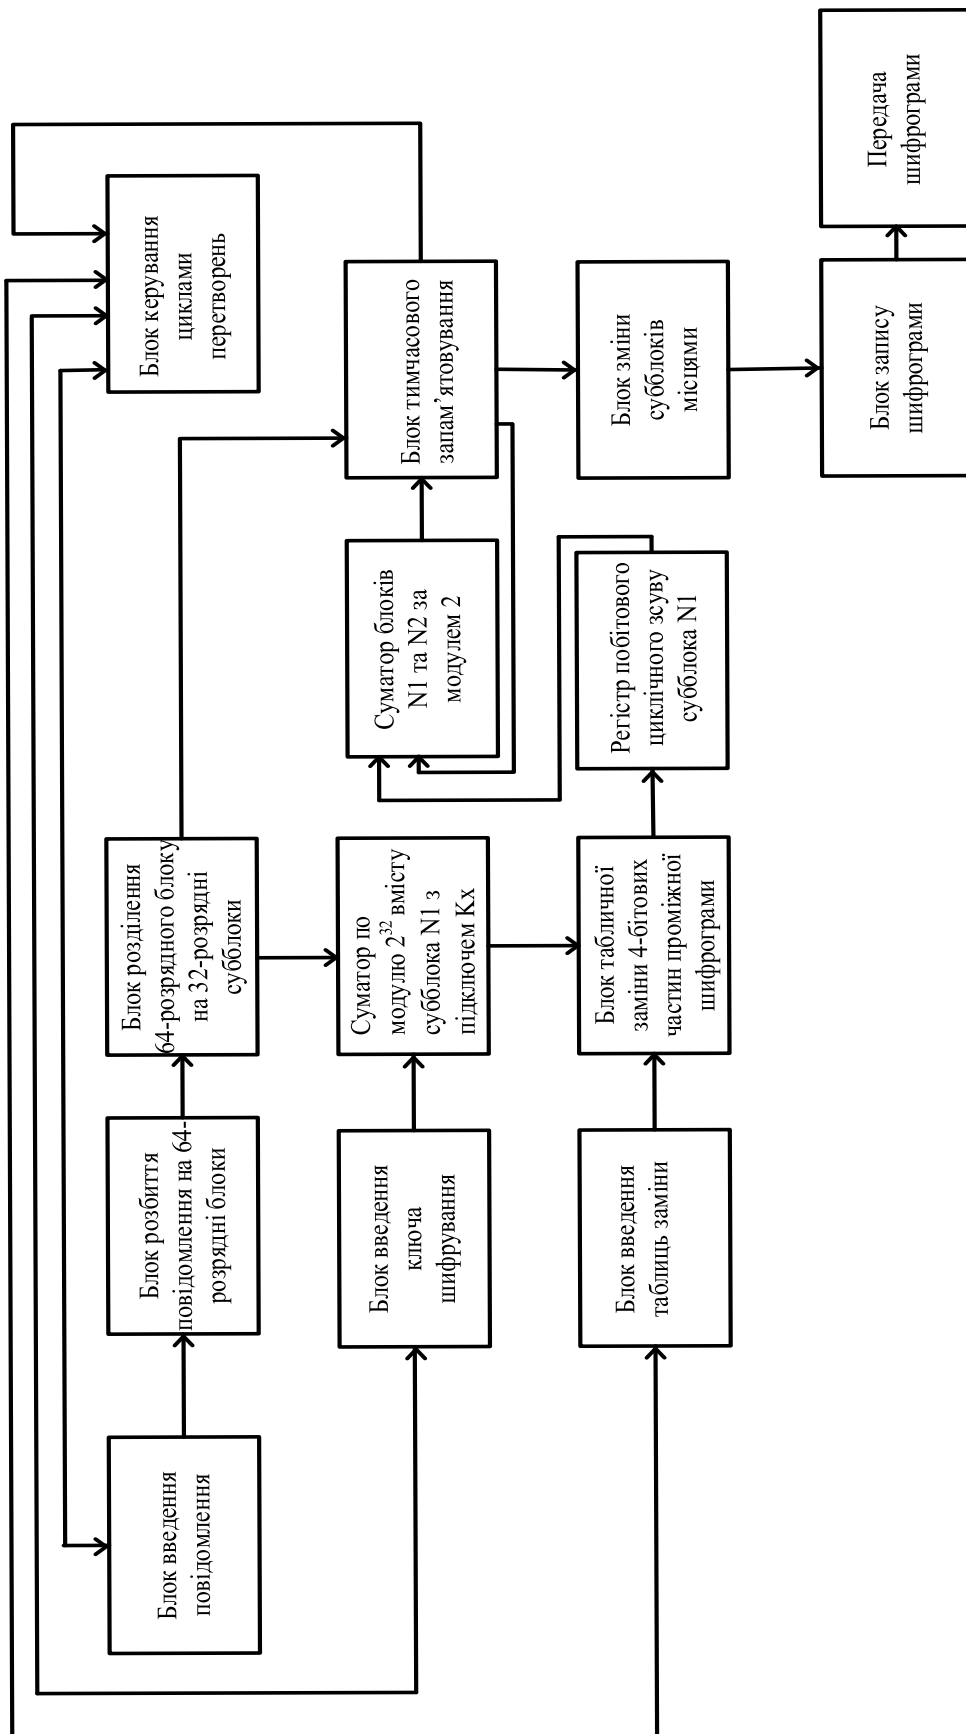 Блок введення
повідомлення
Блок розбиття
повідомлення на 64-
розрядні блоки
Блок розділення
64-розрядного блоку
на 32-розрядні
субблоки
Блок керування
циклами
перетворень
Блок введення
ключа
шифрування
Суматор по
модулю 2³² вмісту
субблока N1 з
підключем Кх
Суматор блоків
N1 та N2 за
модулем 2
Блок тимчасового
запам’ятовування
Блок введення
таблиць заміни
Блок табличної
заміни 4-бітових
частин проміжної
шифрограми
Регістр побітового
циклічного зсуву
субблока N1
Блок зміни
субблоків
місцями
Блок запису
шифрограми
Передача
шифрограми